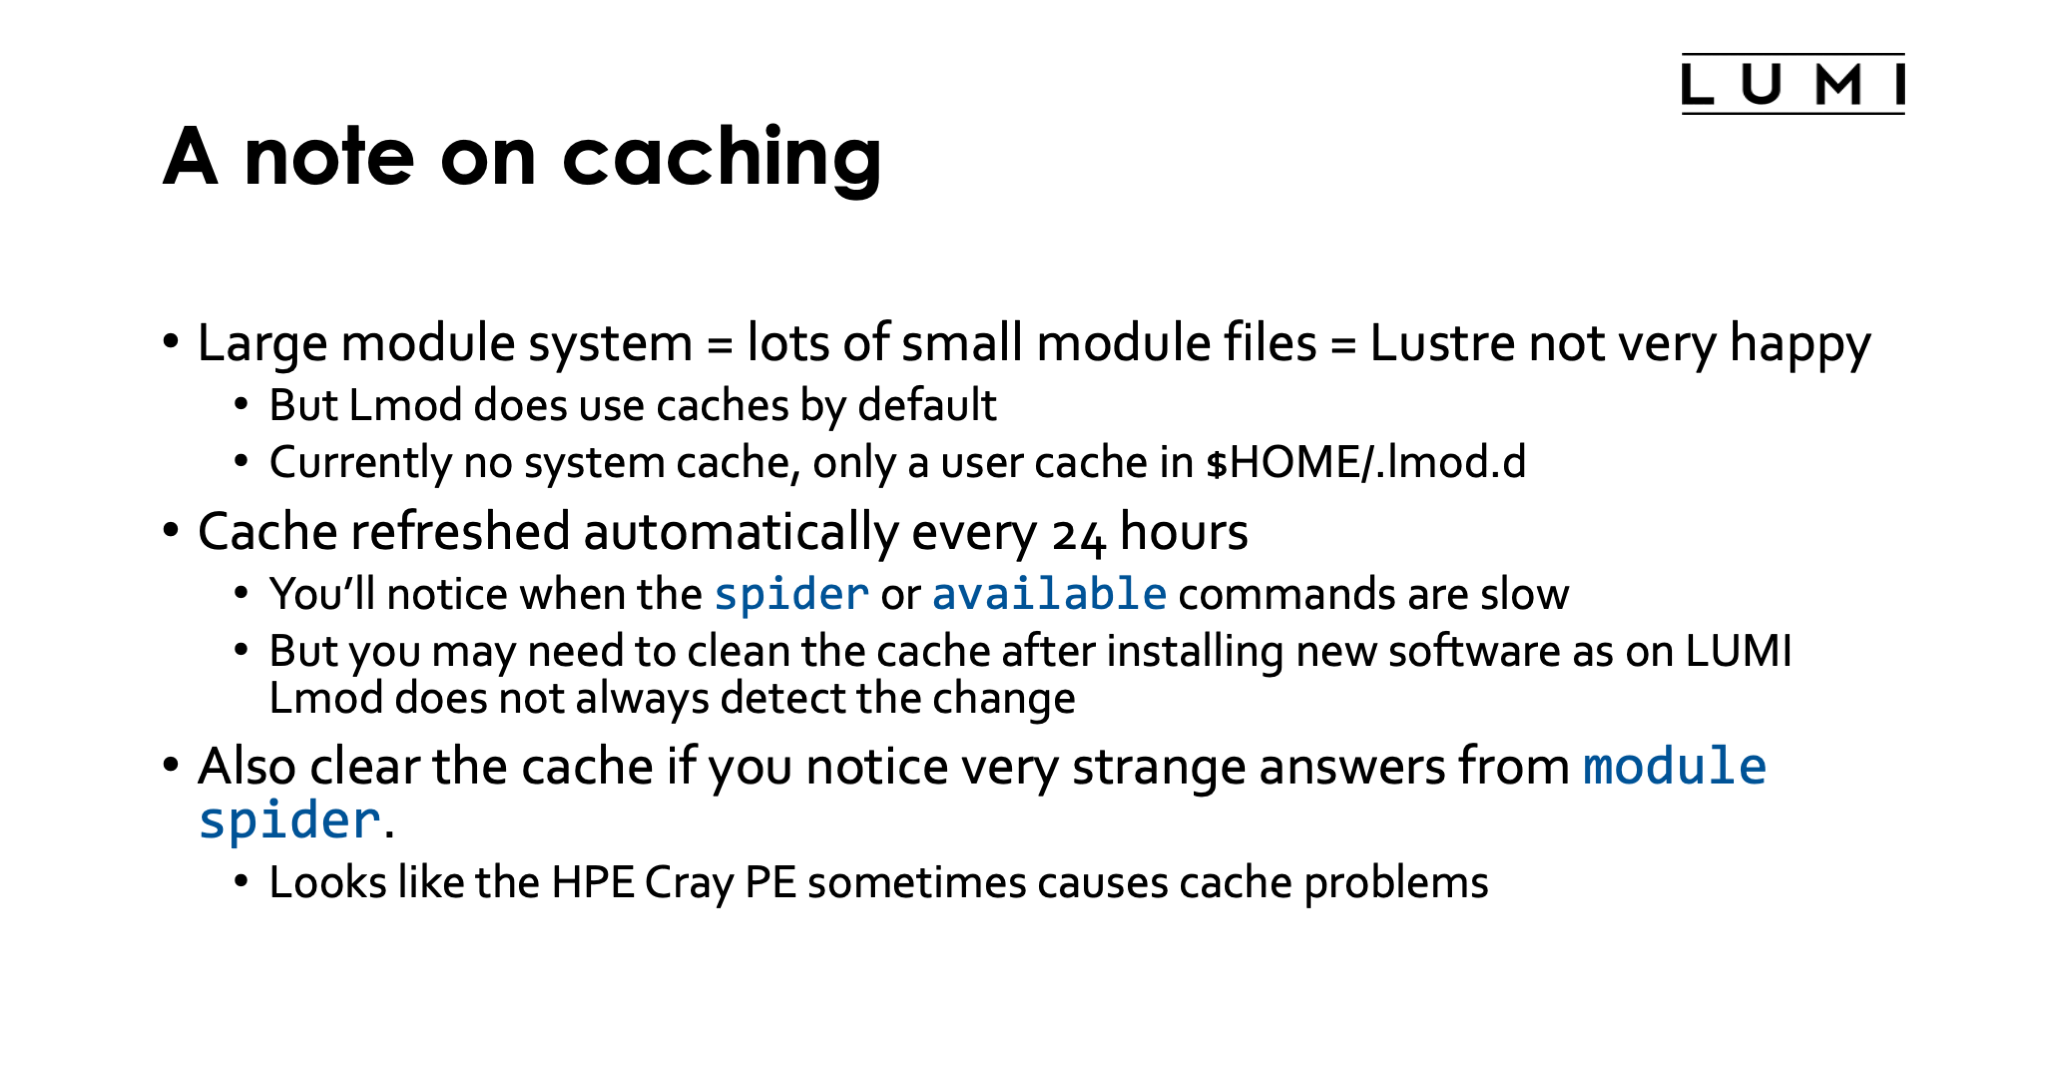 LUMI
A note on caching
• Large module system = lots of small module files = Lustre not very happy
• But Lmod does use caches by default
• Currently no system cache, only a user cache in $HOME/.lmod.d
• Cache refreshed automatically every 24 hours
• You’ll notice when the spider or available commands are slow
• But you may need to clean the cache after installing new software as on LUMI
Lmod does not always detect the change
• Also clear the cache if you notice very strange answers from module
spider.
• Looks like the HPE Cray PE sometimes causes cache problems